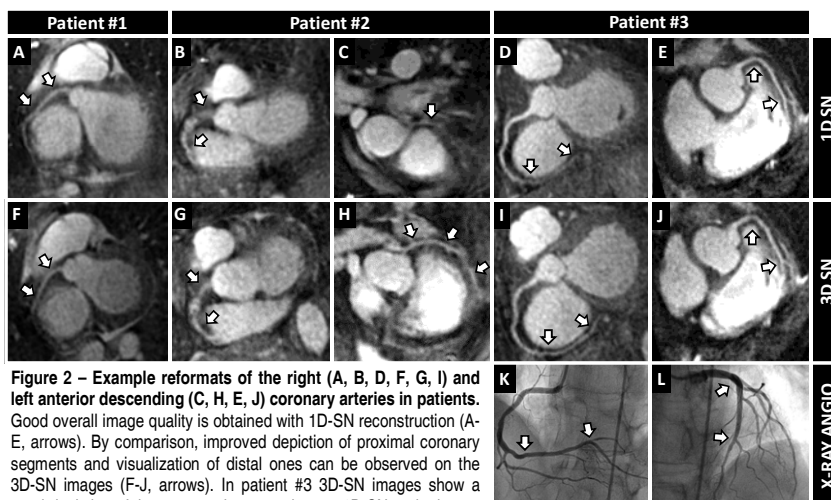 Patient #1
Patient #2
Patient #3
A
B
C
D
E
1D SN
F
G
H
I
J
3D SN
Figure 2 – Example reformats of the right (A, B, D, F, G, I) and
left anterior descending (C, H, E, J) coronary arteries in patients.
Good overall image quality is obtained with 1D-SN reconstruction (A-
E, arrows). By comparison, improved depiction of proximal coronary
segments and visualization of distal ones can be observed on the
3D-SN images (F-J, arrows). In patient #3 3D-SN images show a
K
L
X-RAY ANGIO